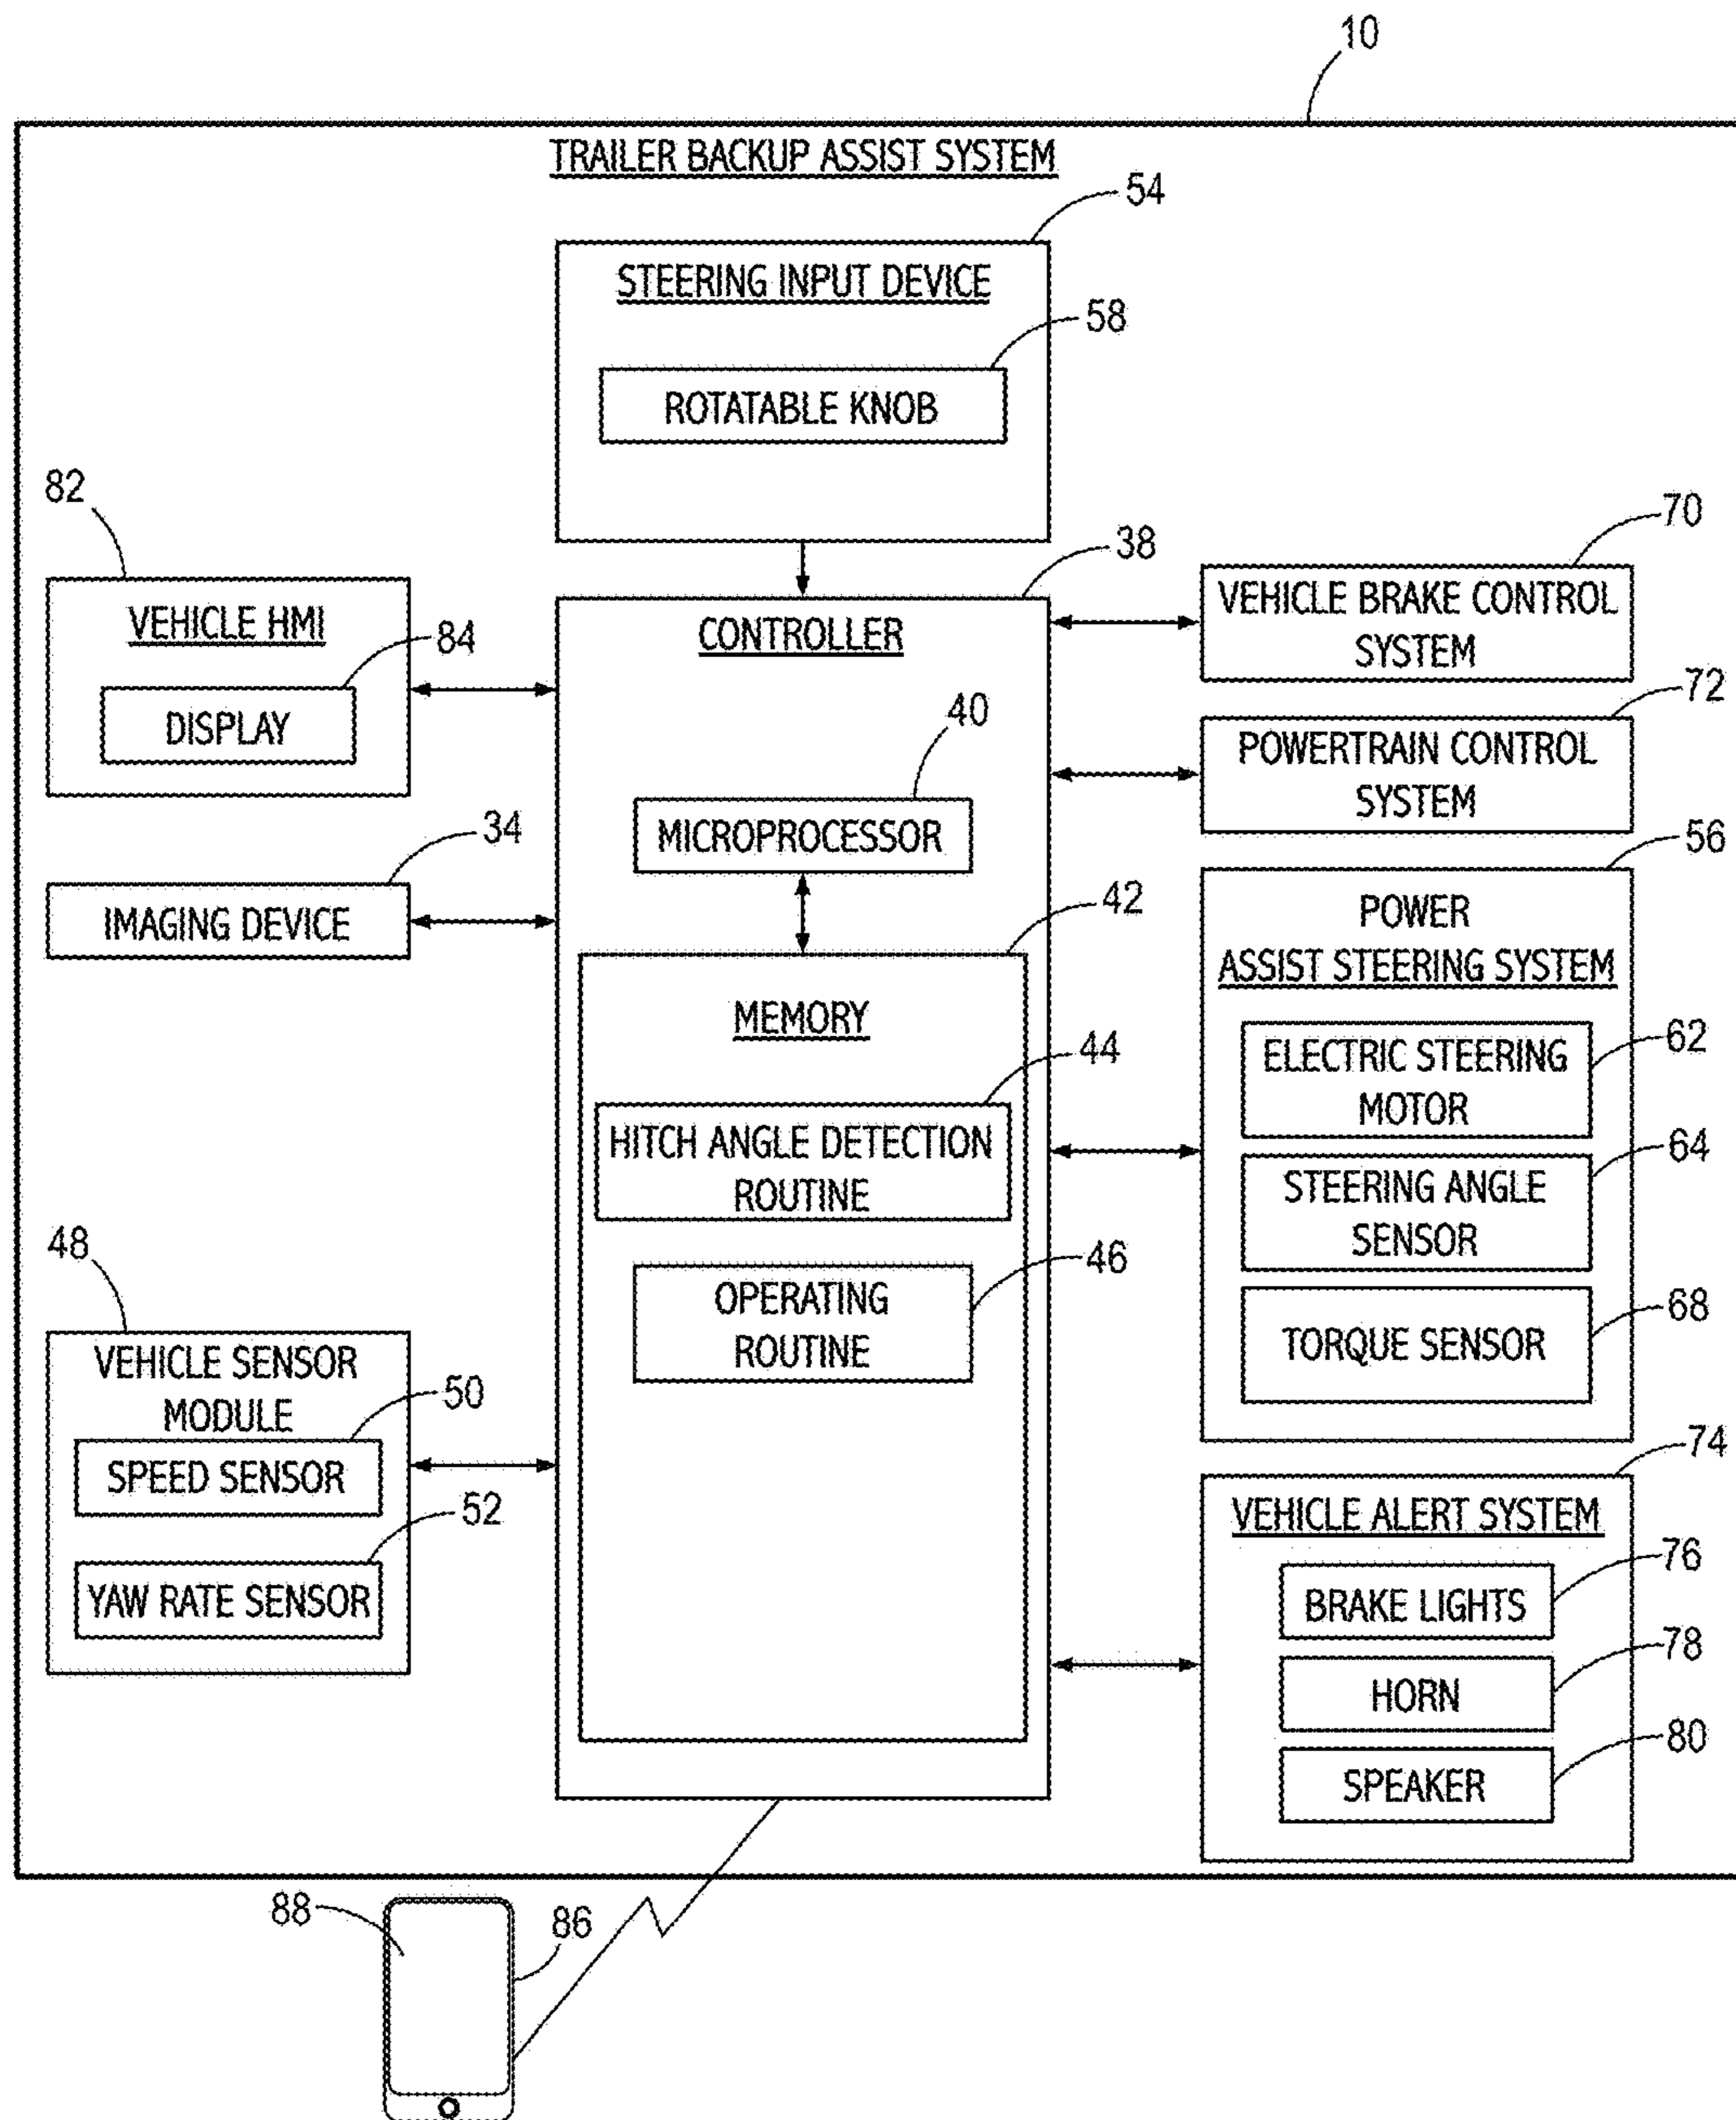 10
TRAILER BACKUP ASSIST SYSTEM
54
STEERING INPUT DEVICE
58
ROTATABLE KNOB
82
VEHICLE HMI
84
DISPLAY
34
IMAGING DEVICE
48
VEHICLE SENSOR
MODULE
50
SPEED SENSOR
52
YAW RATE SENSOR
38
CONTROLLER
40
MICROPROCESSOR
42
MEMORY
44
HITCH ANGLE DETECTION
ROUTINE
46
OPERATING
ROUTINE
70
VEHICLE BRAKE CONTROL
SYSTEM
72
POWERTRAIN CONTROL
SYSTEM
56
POWER
ASSIST STEERING SYSTEM
62
ELECTRIC STEERING
MOTOR
64
STEERING ANGLE
SENSOR
68
TORQUE SENSOR
74
VEHICLE ALERT SYSTEM
76
BRAKE LIGHTS
78
HORN
80
SPEAKER
88
86